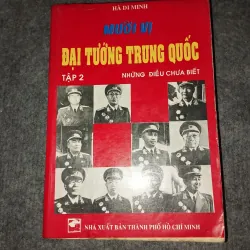 HÀ DI MINH
MƯỜI VỊ
ĐẠI TƯỚNG TRUNG QUỐC
TẬP 2
NHỮNG ĐIỀU CHƯA BIẾT
NHÀ XUẤT BẢN THÀNH PHỐ HỒ CHÍ MINH